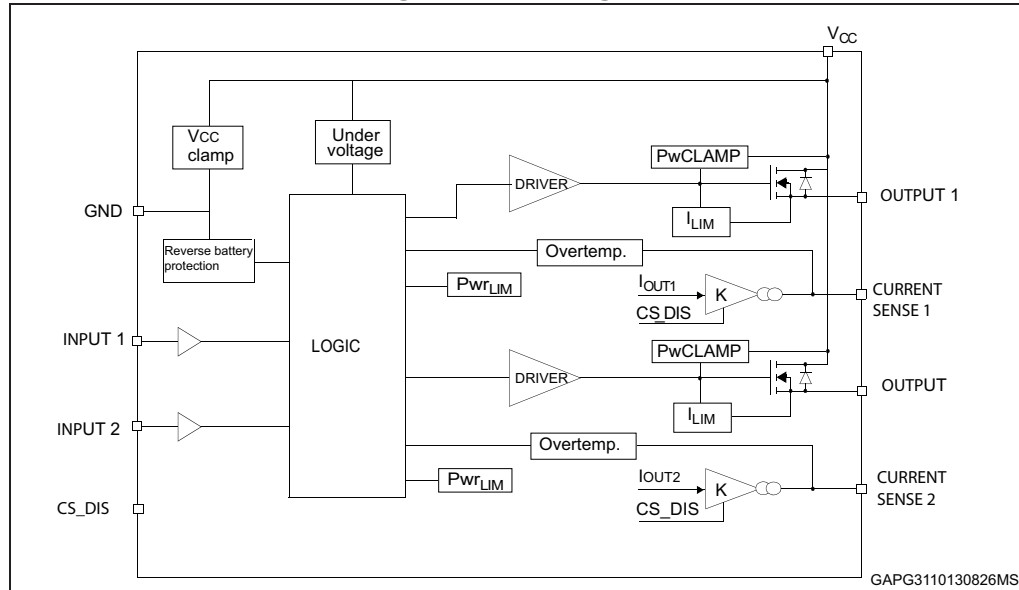 VCC
VCC
clamp
Under
voltage
PwCLAMP
DRIVER
GND
OUTPUT 1
ILIM
Reverse battery
protection
Overtemp.
PwrLIM
IOUT1
K
CURRENT
SENSE 1
CS_DIS
INPUT 1
LOGIC
PwCLAMP
DRIVER
OUTPUT
ILIM
INPUT 2
Overtemp.
PwrLIM
IOUT2
K
CURRENT
SENSE 2
CS_DIS
CS_DIS
GAPG3110130826MS